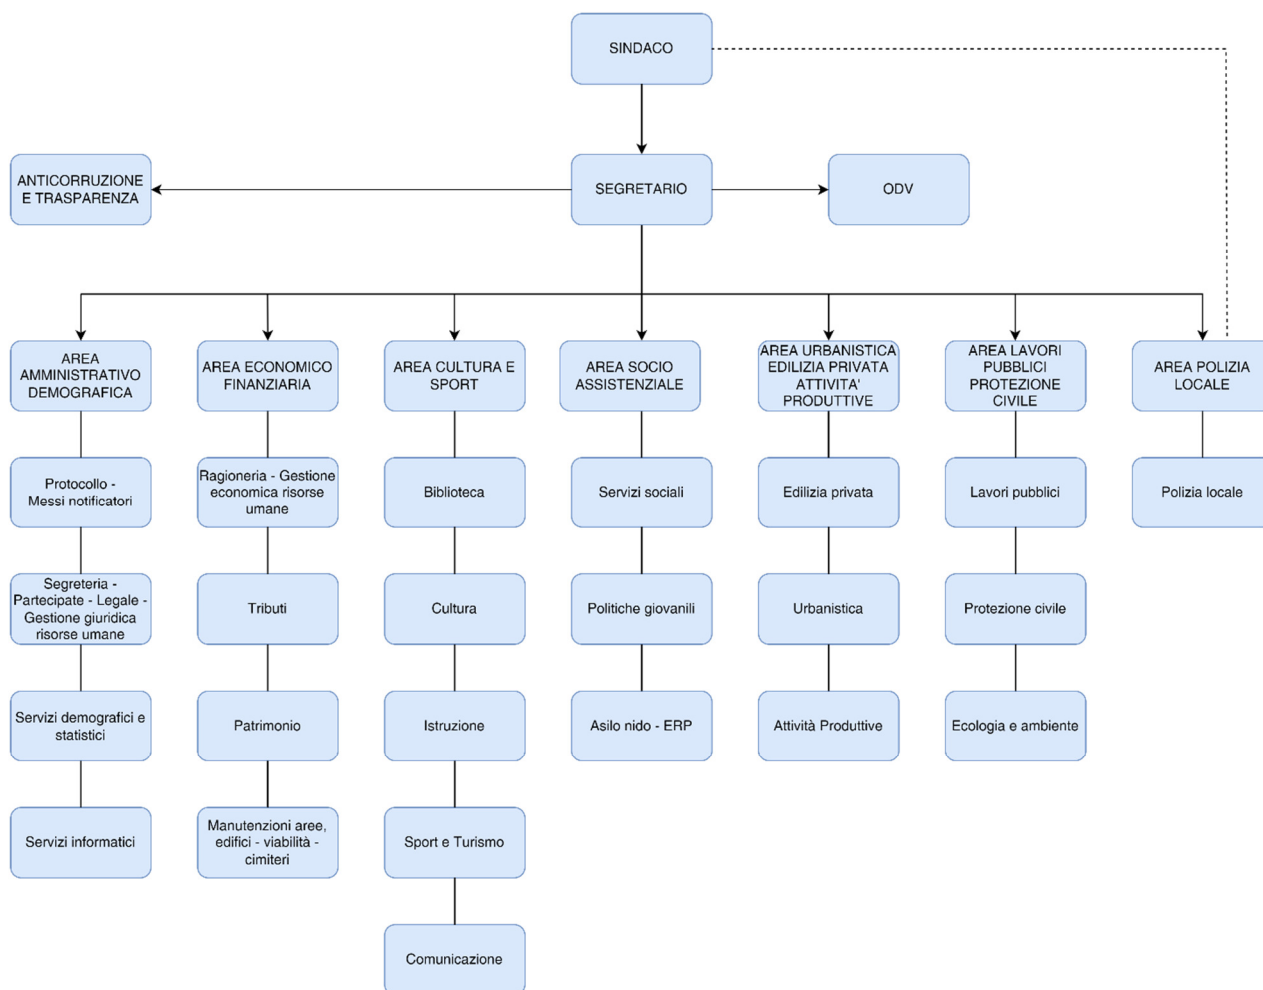 SINDACO
ANTICORRUZIONE
E TRASPARENZA
SEGRETARIO
ODV
AREA
AMMINISTRATIVO
DEMOGRAFICA
AREA ECONOMICO
FINANZIARIA
AREA CULTURA E
SPORT
AREA SOCIO
ASSISTENZIALE
AREA URBANISTICA
EDILIZIA PRIVATA
ATTIVITA'
PRODUTTIVE
AREA LAVORI
PUBBLICI
PROTEZIONE
CIVILE
AREA POLIZIA
LOCALE
Protocollo -
Messi notificatori
Ragioneria - Gestione
economica risorse
umane
Biblioteca
Servizi sociali
Edilizia privata
Lavori pubblici
Polizia locale
Segreteria -
Partecipate - Legale -
Gestione giuridica
risorse umane
Tributi
Cultura
Politiche giovanili
Urbanistica
Protezione civile
Servizi demografici e
statistici
Patrimonio
Istruzione
Asilo nido - ERP
Attività Produttive
Ecologia e ambiente
Servizi informatici
Manutenzioni aree,
edifici - viabilità -
cimiteri
Sport e Turismo
Comunicazione